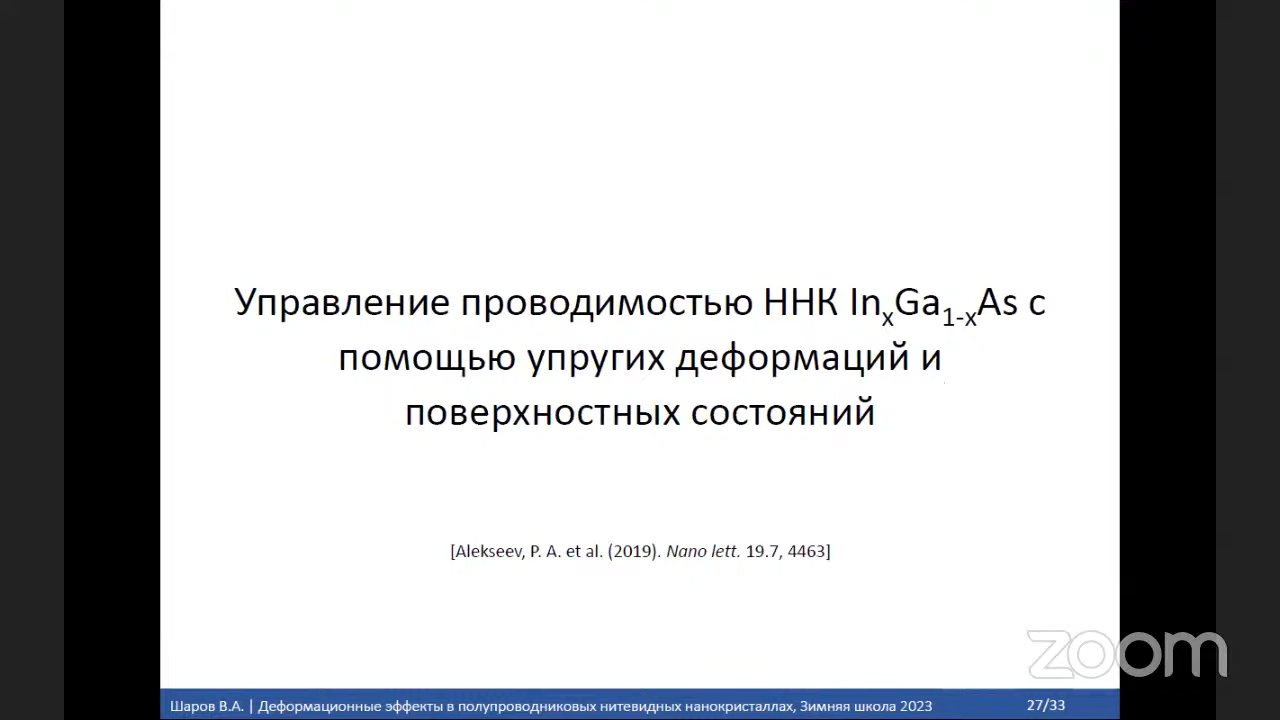 Управление проводимостью ННК InxGa1-xAs с
помощью упругих деформаций и
поверхностных состояний
[Alekseev, P. A. et al. (2019). Nano lett. 19.7, 4463]
zoom
Шаров В.А. | Деформационные эффекты в полупроводниковых нитевидных нанокристаллах, Зимняя школа 2023 27/33